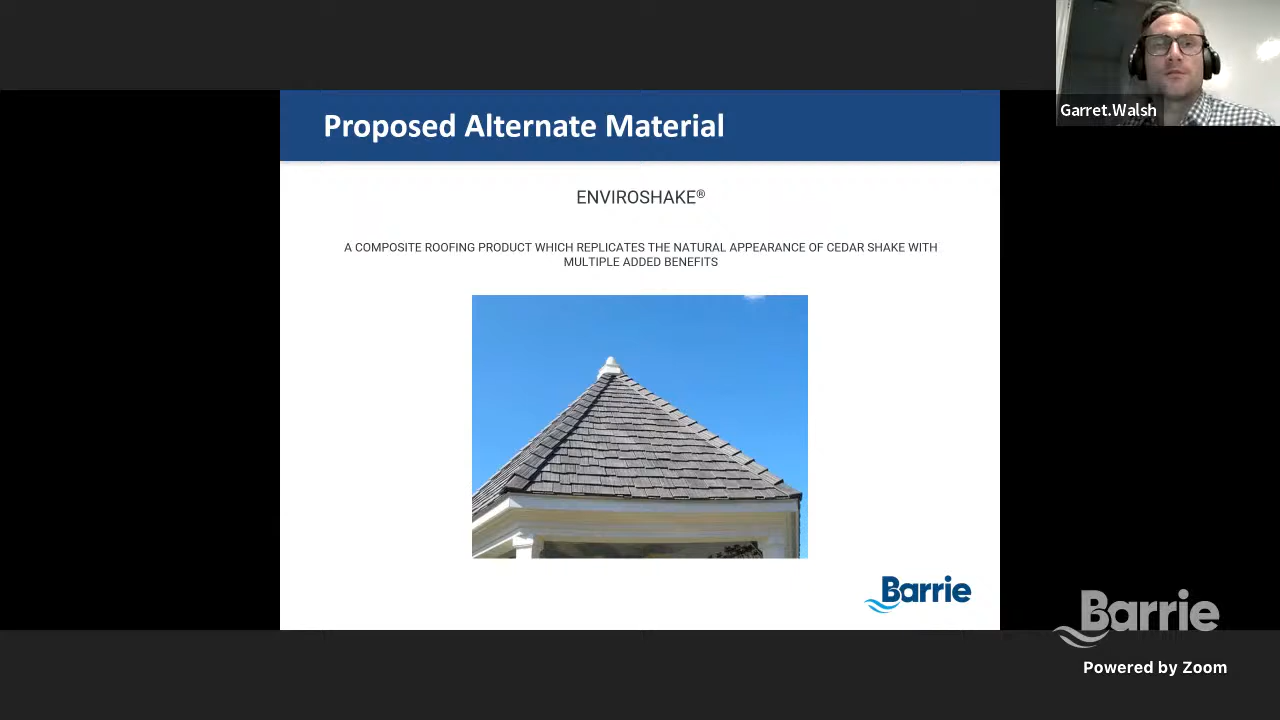 Proposed Alternate Material
Garret.Walsh
ENVIROSHAKE®
A COMPOSITE ROOFING PRODUCT WHICH REPLICATES THE NATURAL APPEARANCE OF CEDAR SHAKE WITH
MULTIPLE ADDED BENEFITS
Barrie
Barrie
Powered by Zoom